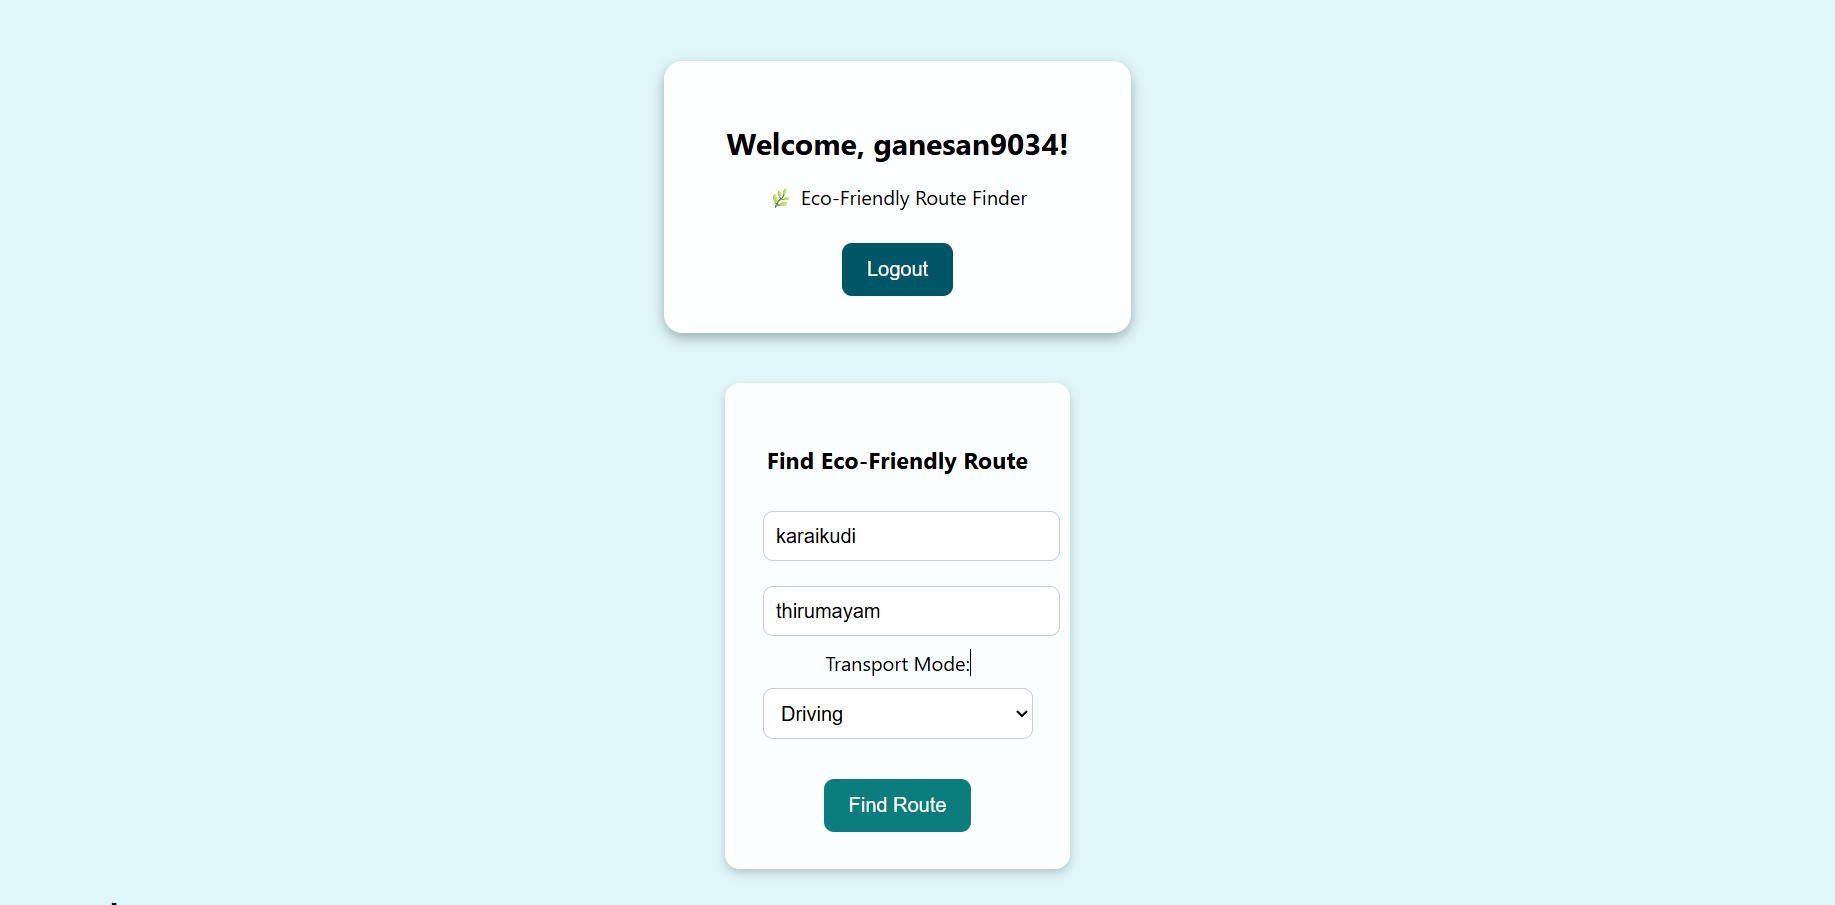 Welcome, ganesan9034!
Eco-Friendly Route Finder
Logout
Find Eco-Friendly Route
karaikudi
thirumayam
Transport Mode:
Driving
Find Route